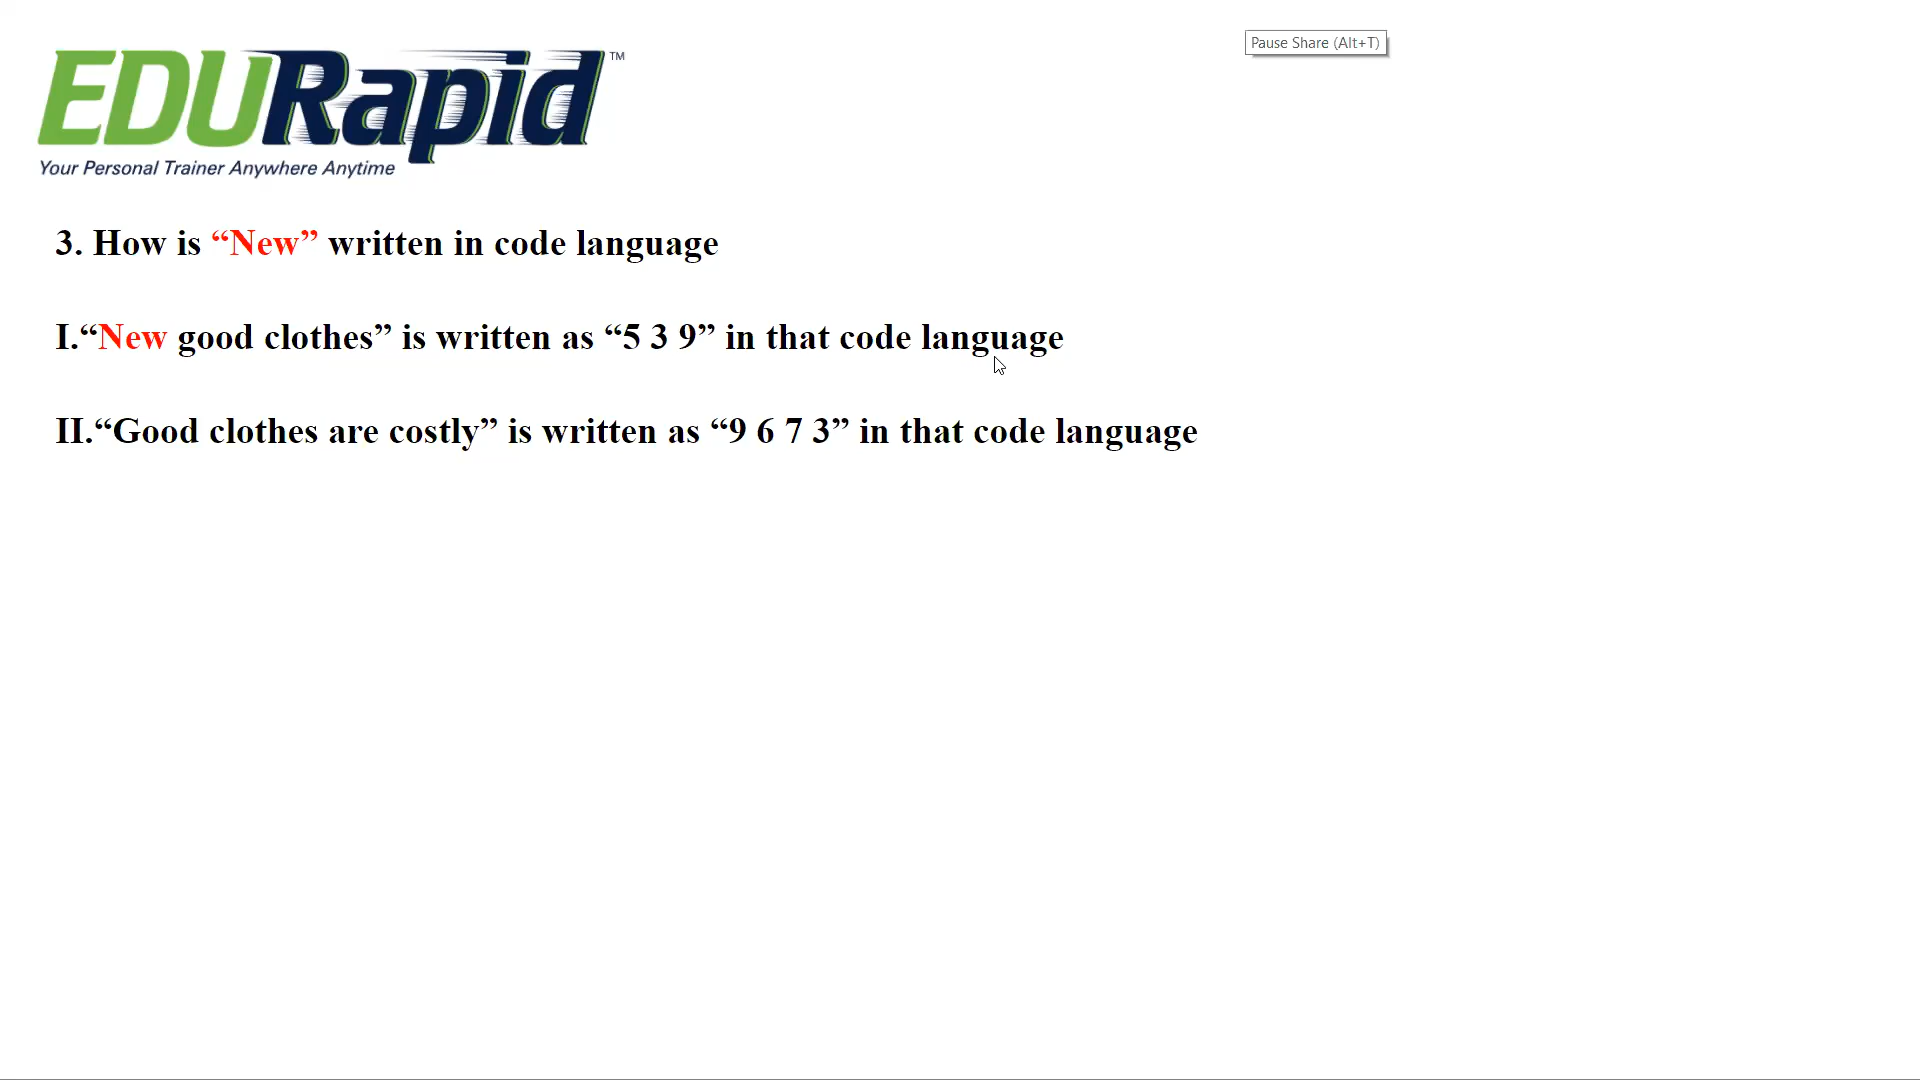 EDURapid™
Your Personal Trainer Anywhere Anytime
Pause Share (Alt+T)
3. How is “New” written in code language
I.“New good clothes” is written as “5 3 9” in that code language
II.“Good clothes are costly” is written as “9 6 7 3” in that code language